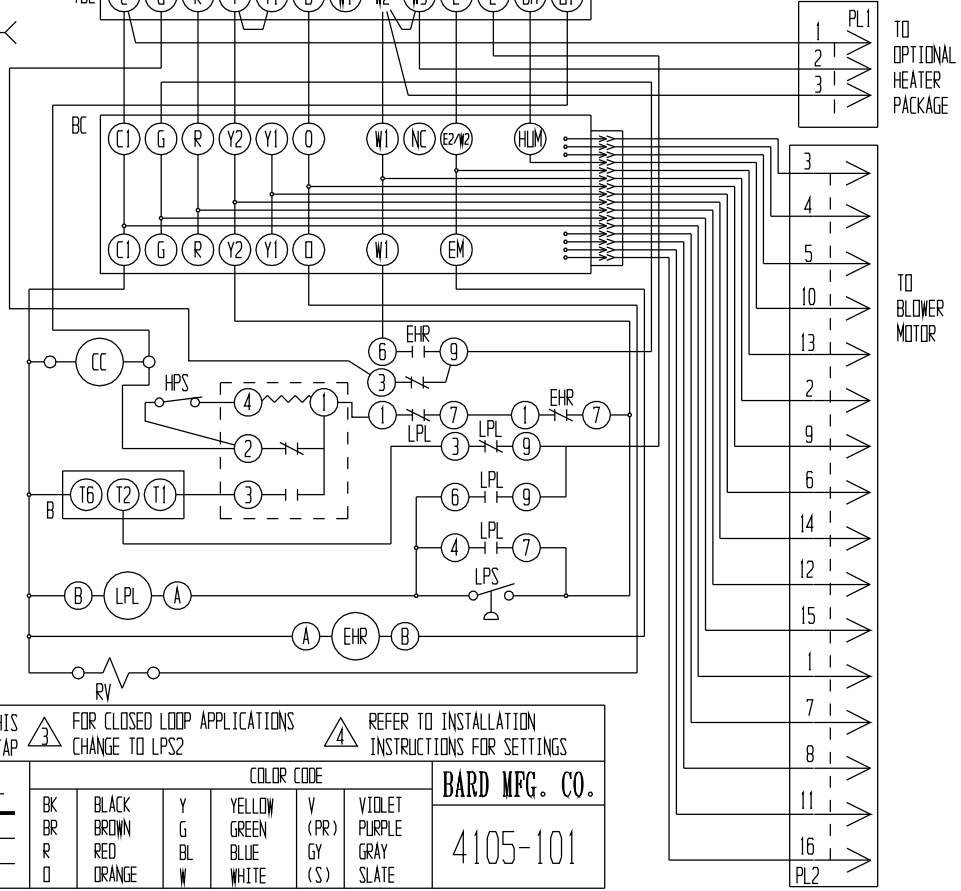 PL1
1
2
3
TO
OPTIONAL
HEATER
PACKAGE
BC
C1 G R Y2 Y1 O W1 NC E2/W2 HUM
C1 G R Y2 Y1 O W1 EM
3
4
5
10
13
2
9
6
14
12
15
1
7
8
11
16
PL2
TO
BLOWER
MOTOR
EHR
6 9
CC
3
HPS
4 1
EHR
1 7 1 7
LPL LPL
2
3 9
T6 T2 T1
B
3
LPL
6 9
LPL
4 7
LPS
B LPL A
A EHR B
RV
3
FOR CLOSED LOOP APPLICATIONS
CHANGE TO LPS2
4
REFER TO INSTALLATION
INSTRUCTIONS FOR SETTINGS
COLOR CODE
BK BLACK Y YELLOW V VIOLET
BR BROWN G GREEN (PR) PURPLE
R RED BL BLUE GY GRAY
O ORANGE W WHITE (S) SLATE
BARD MFG. CO.
4105-101